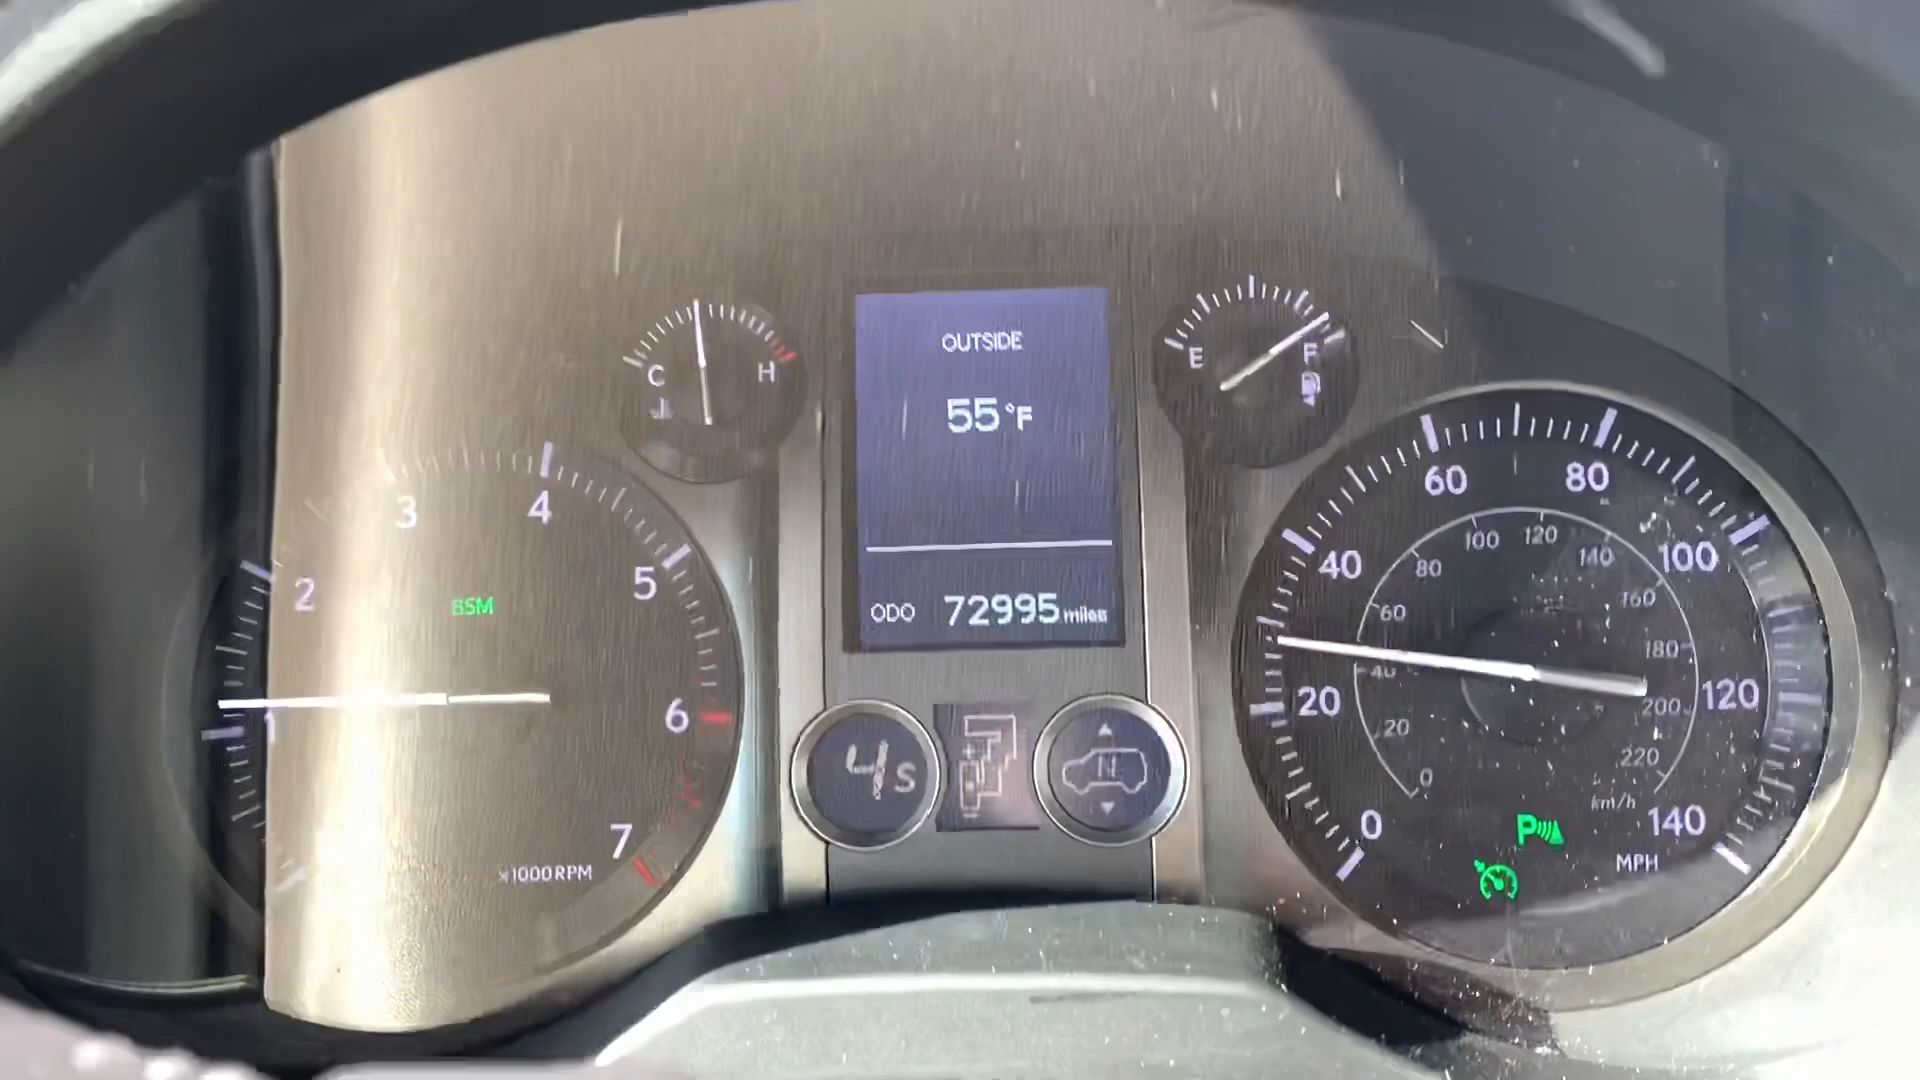 OUTSIDE
55°F
ODO 72995 miles
C H
E F
1 2 3 4 5 6 7
BSM
x1000 RPM
4 S
N
0 20 40 60 80 100 120 140
MPH
0 20 40 60 80 100 120 140 160 180 200 220
km/h
P